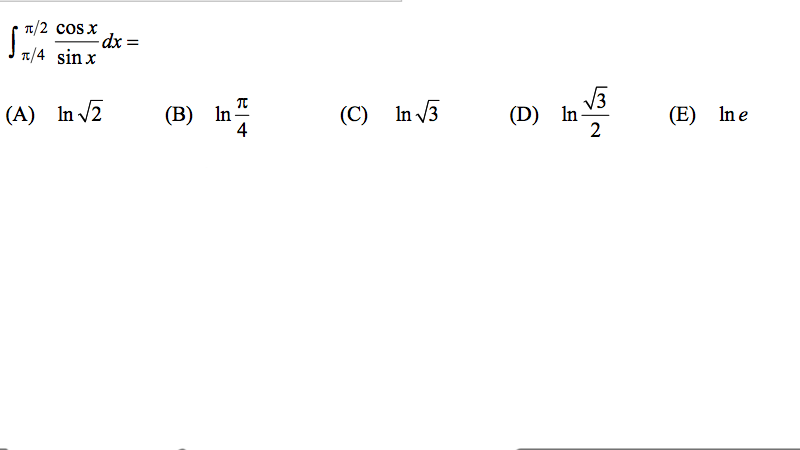 ∫ π/4 π/2 cos x / sin x dx =
(A) ln √2 (B) ln π/4 (C) ln √3 (D) ln √3/2 (E) ln e